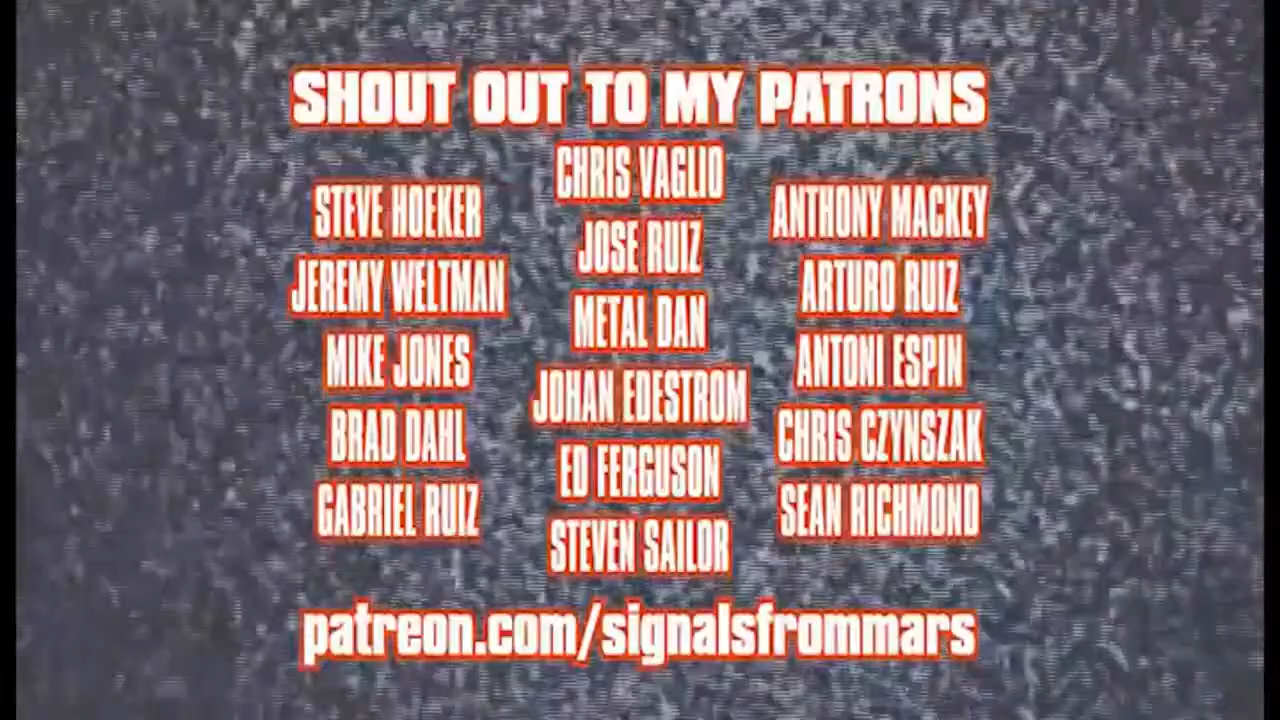 SHOUT OUT TO MY PATRONS
STEVE HOEKER
JEREMY WELTMAN
MIKE JONES
BRAD DAHL
GABRIEL RUIZ
CHRIS VAGLIO
JOSE RUIZ
METAL DAN
JOHAN EDESTROM
ED FERGUSON
STEVEN SAILOR
ANTHONY MACKEY
ARTURO RUIZ
ANTONI ESPIN
CHRIS CZYNSZAK
SEAN RICHMOND
patreon.com/signalsfrommars